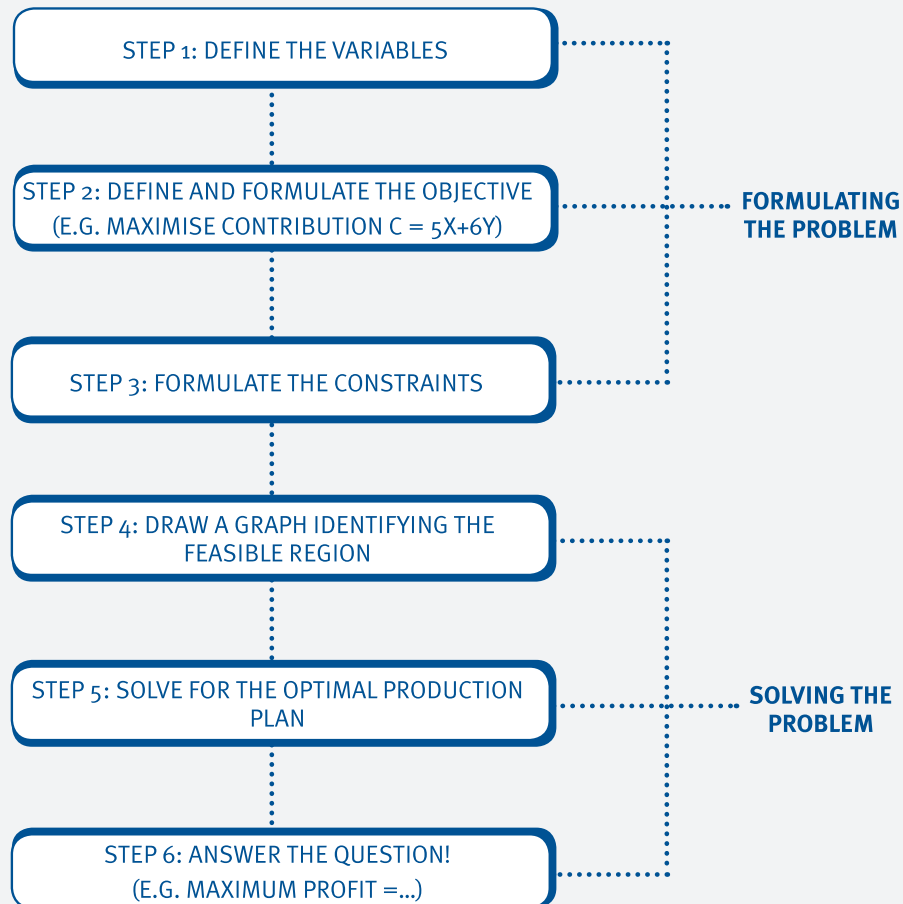 STEP 1: DEFINE THE VARIABLES
STEP 2: DEFINE AND FORMULATE THE OBJECTIVE
(E.G. MAXIMISE CONTRIBUTION C = 5X+6Y)
FORMULATING
THE PROBLEM
STEP 3: FORMULATE THE CONSTRAINTS
STEP 4: DRAW A GRAPH IDENTIFYING THE
FEASIBLE REGION
STEP 5: SOLVE FOR THE OPTIMAL PRODUCTION
PLAN
SOLVING THE
PROBLEM
STEP 6: ANSWER THE QUESTION!
(E.G. MAXIMUM PROFIT =...)